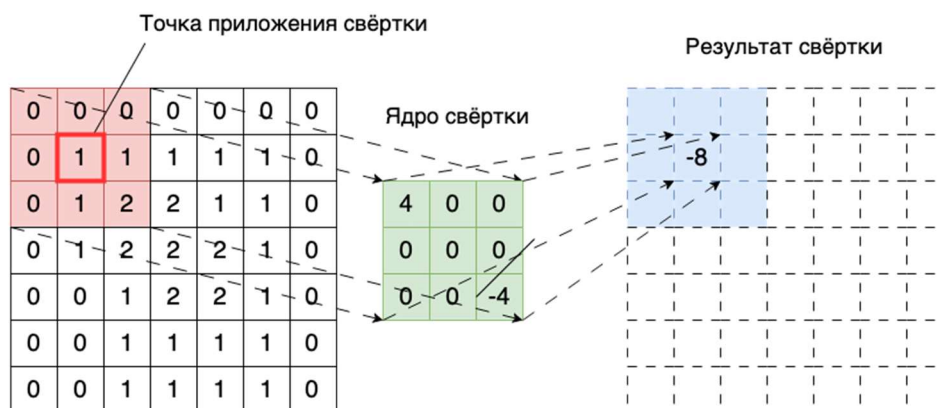 Точка приложения свёртки
Результат свёртки
Ядро свёртки
0 0 0 0 0 0 0
0 1 1 1 1 1 0
0 1 2 2 1 1 0
0 1 2 2 2 1 0
0 0 1 2 2 1 0
0 0 1 1 1 1 0
0 0 1 1 1 1 0
4 0 0
0 0 0
0 0 -4
-8